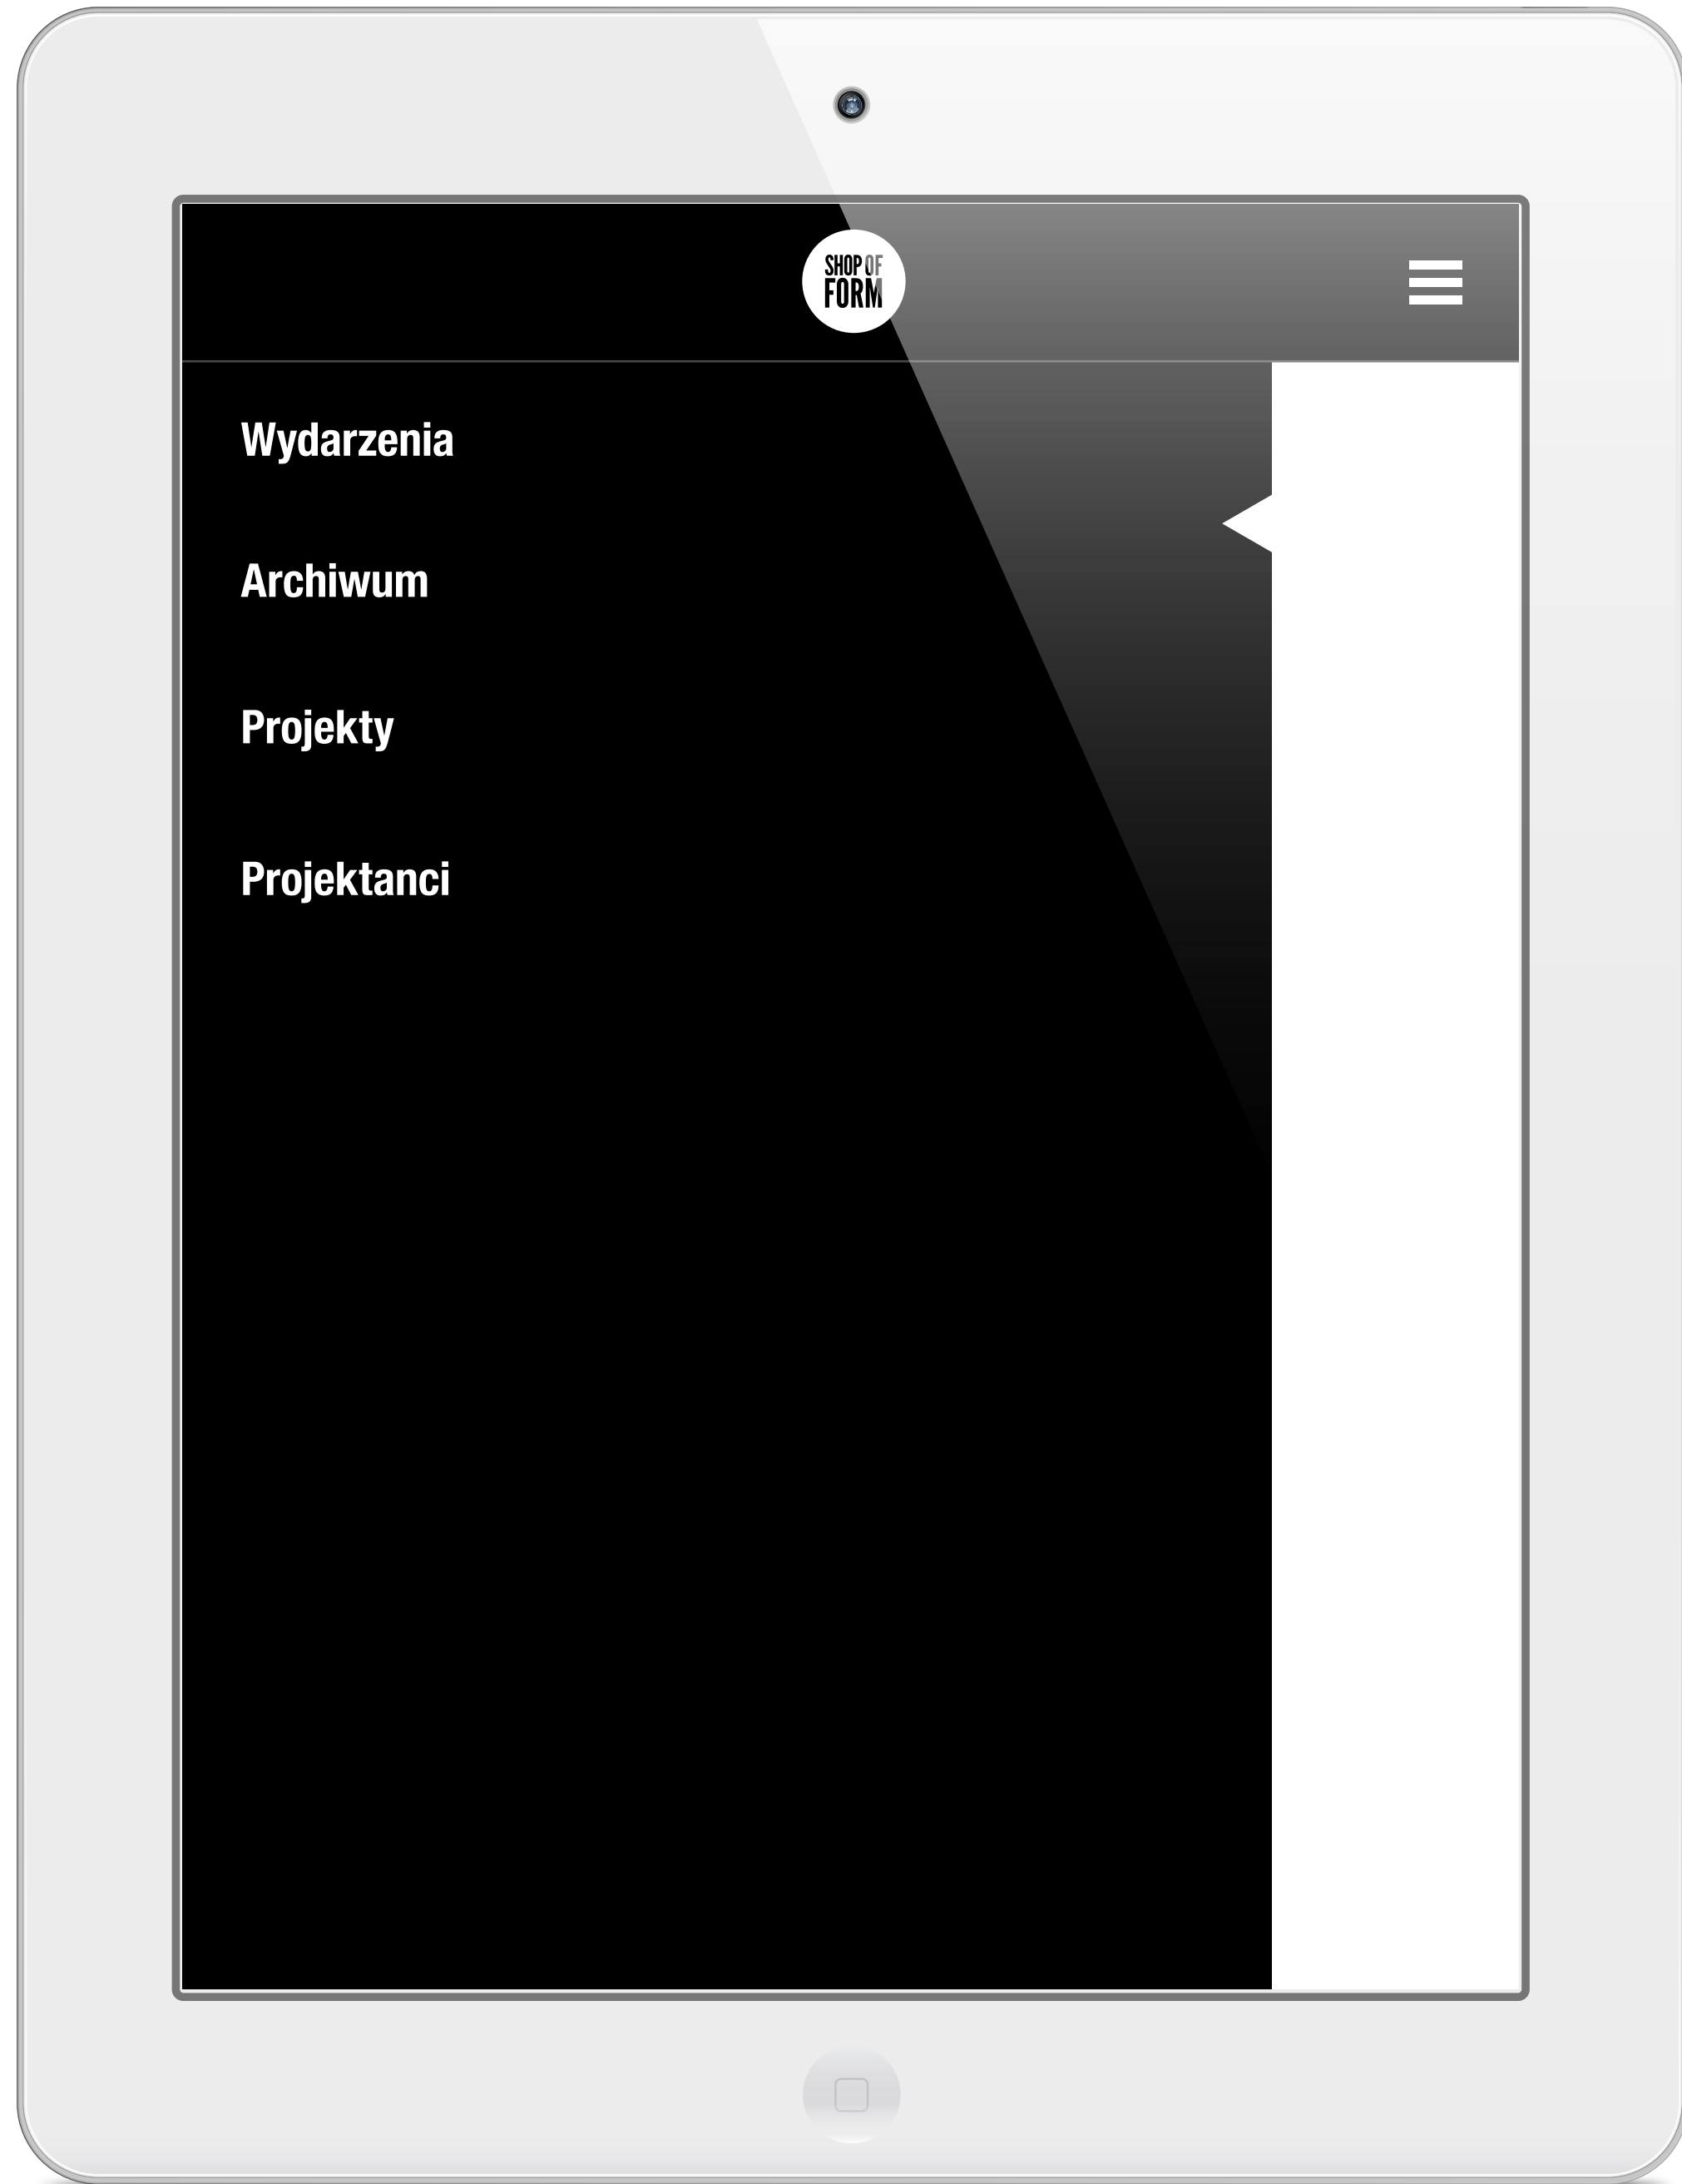 SHOP OF
FORM
Wydarzenia
Archiwum
Projekty
Projektanci